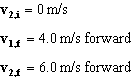 v₂,ᵢ = 0 m/s
v₁,f = 4.0 m/s forward
v₂,f = 6.0 m/s forward